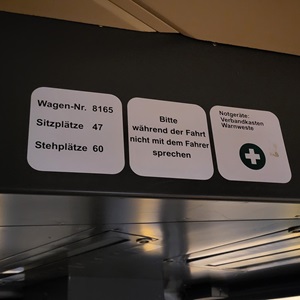 Wagen-Nr. 8165
Sitzplätze 47
Stehplätze 60
Bitte
während der Fahrt
nicht mit dem Fahrer
sprechen
Notgeräte:
Verbandkasten
Warnweste